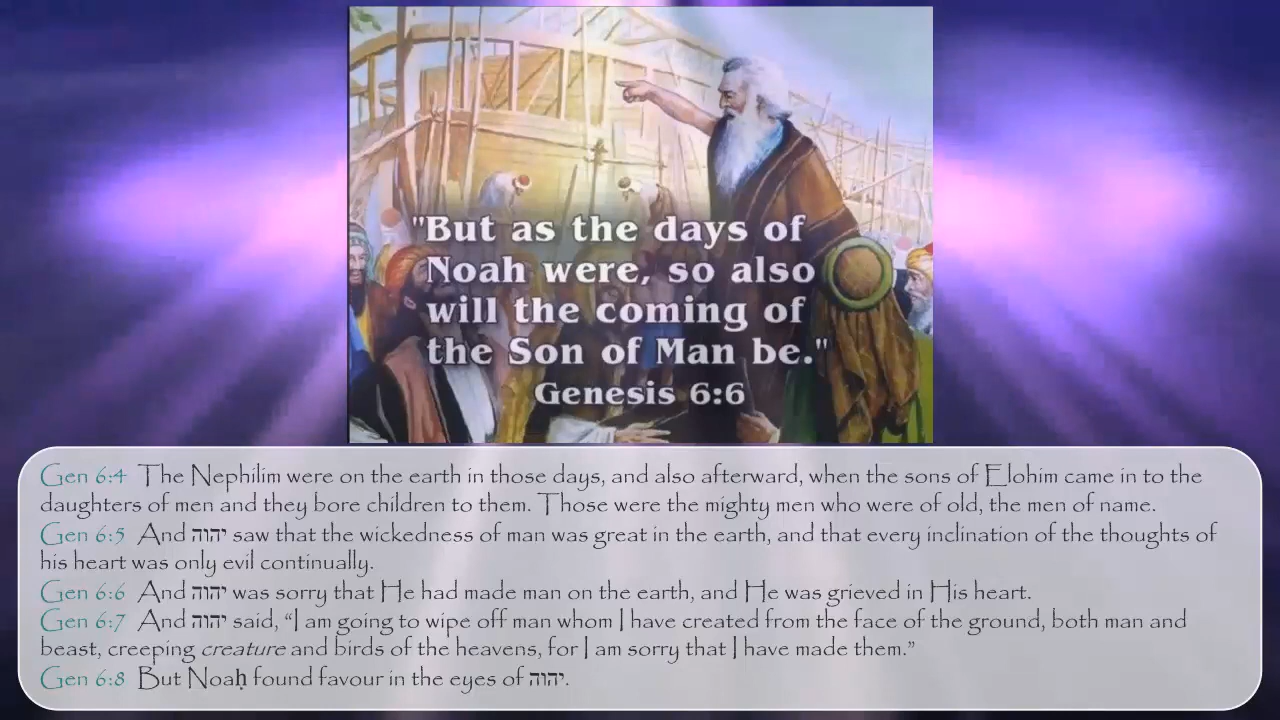 "But as the days of
Noah were, so also
will the coming of
the Son of Man be."
Genesis 6:6
Gen 6:4 The Nephilim were on the earth in those days, and also afterward, when the sons of Elohim came in to the
daughters of men and they bore children to them. Those were the mighty men who were of old, the men of name.
Gen 6:5 And יהוה saw that the wickedness of man was great in the earth, and that every inclination of the thoughts of
his heart was only evil continually.
Gen 6:6 And יהוה was sorry that He had made man on the earth, and He was grieved in His heart.
Gen 6:7 And יהוה said, “I am going to wipe off man whom I have created from the face of the ground, both man and
beast, creeping creature and birds of the heavens, for I am sorry that I have made them.”
Gen 6:8 But Noaḥ found favour in the eyes of יהוה.